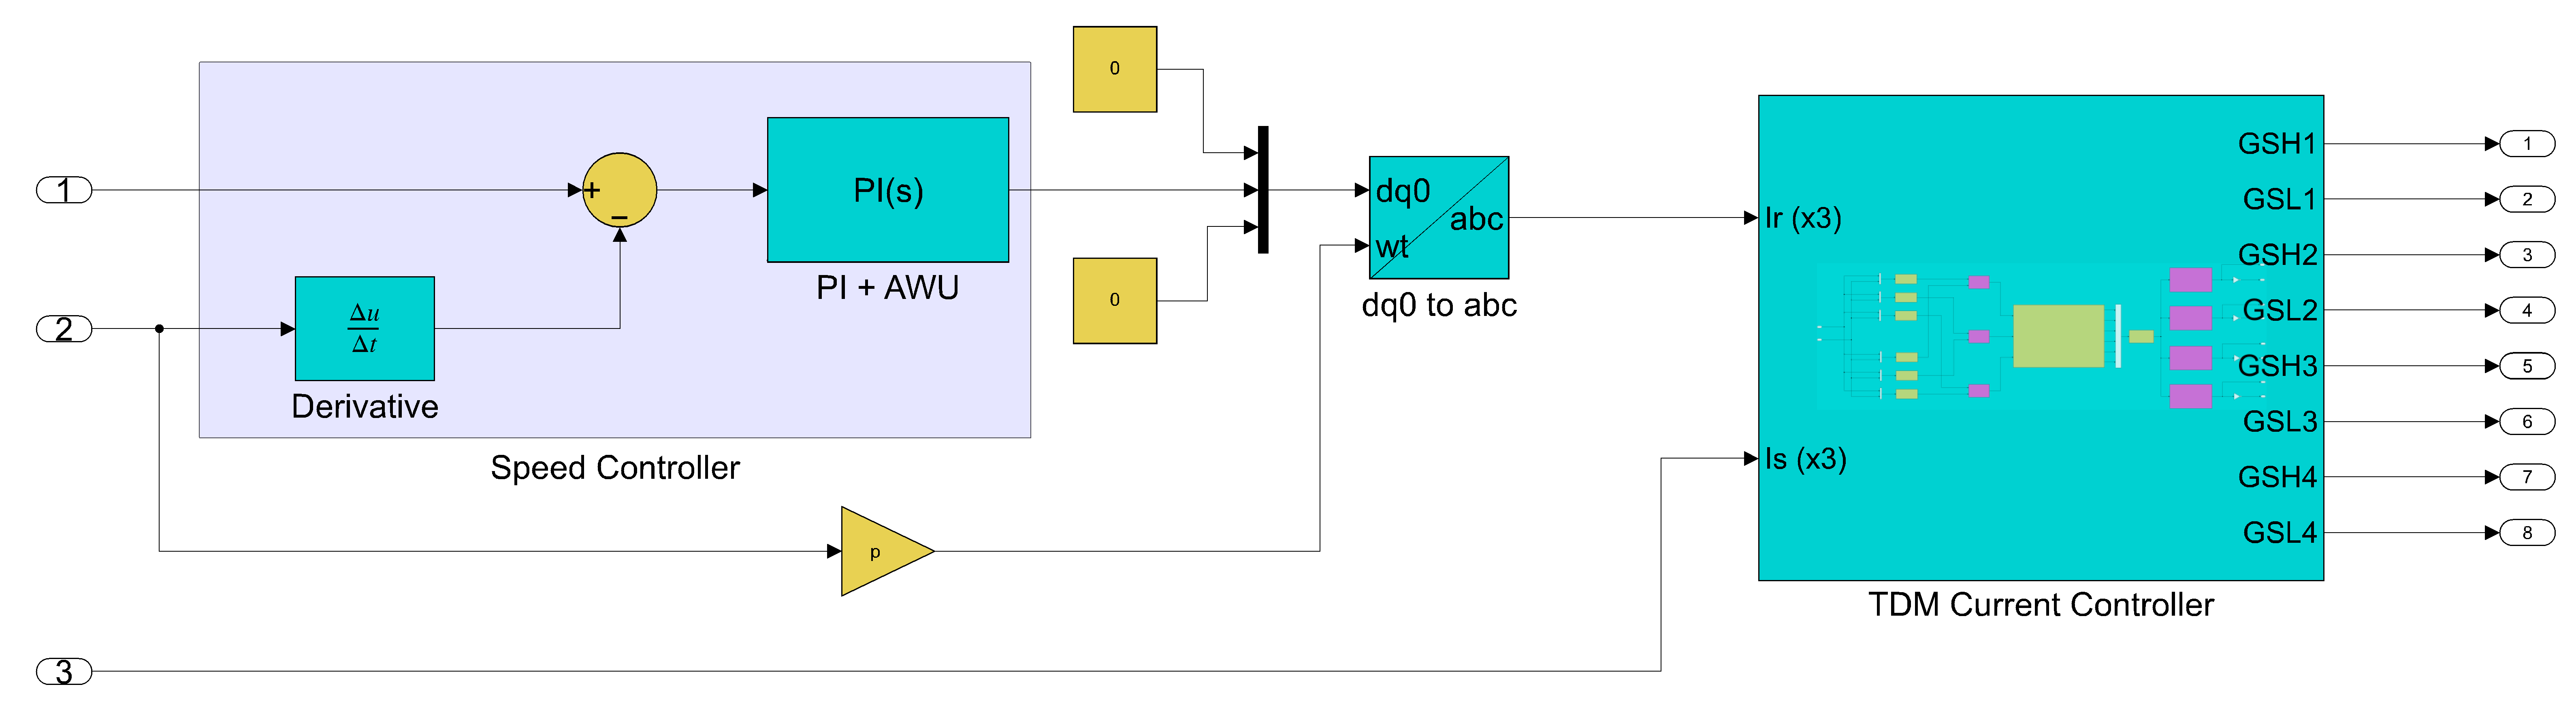 1
2
3
+
−
Δu
Δt
Derivative
PI(s)
PI + AWU
Speed Controller
0
0
p
dq0
wt
abc
dq0 to abc
Ir (x3)
Is (x3)
GSH1
GSL1
GSH2
GSL2
GSH3
GSL3
GSH4
GSL4
TDM Current Controller
1
2
3
4
5
6
7
8